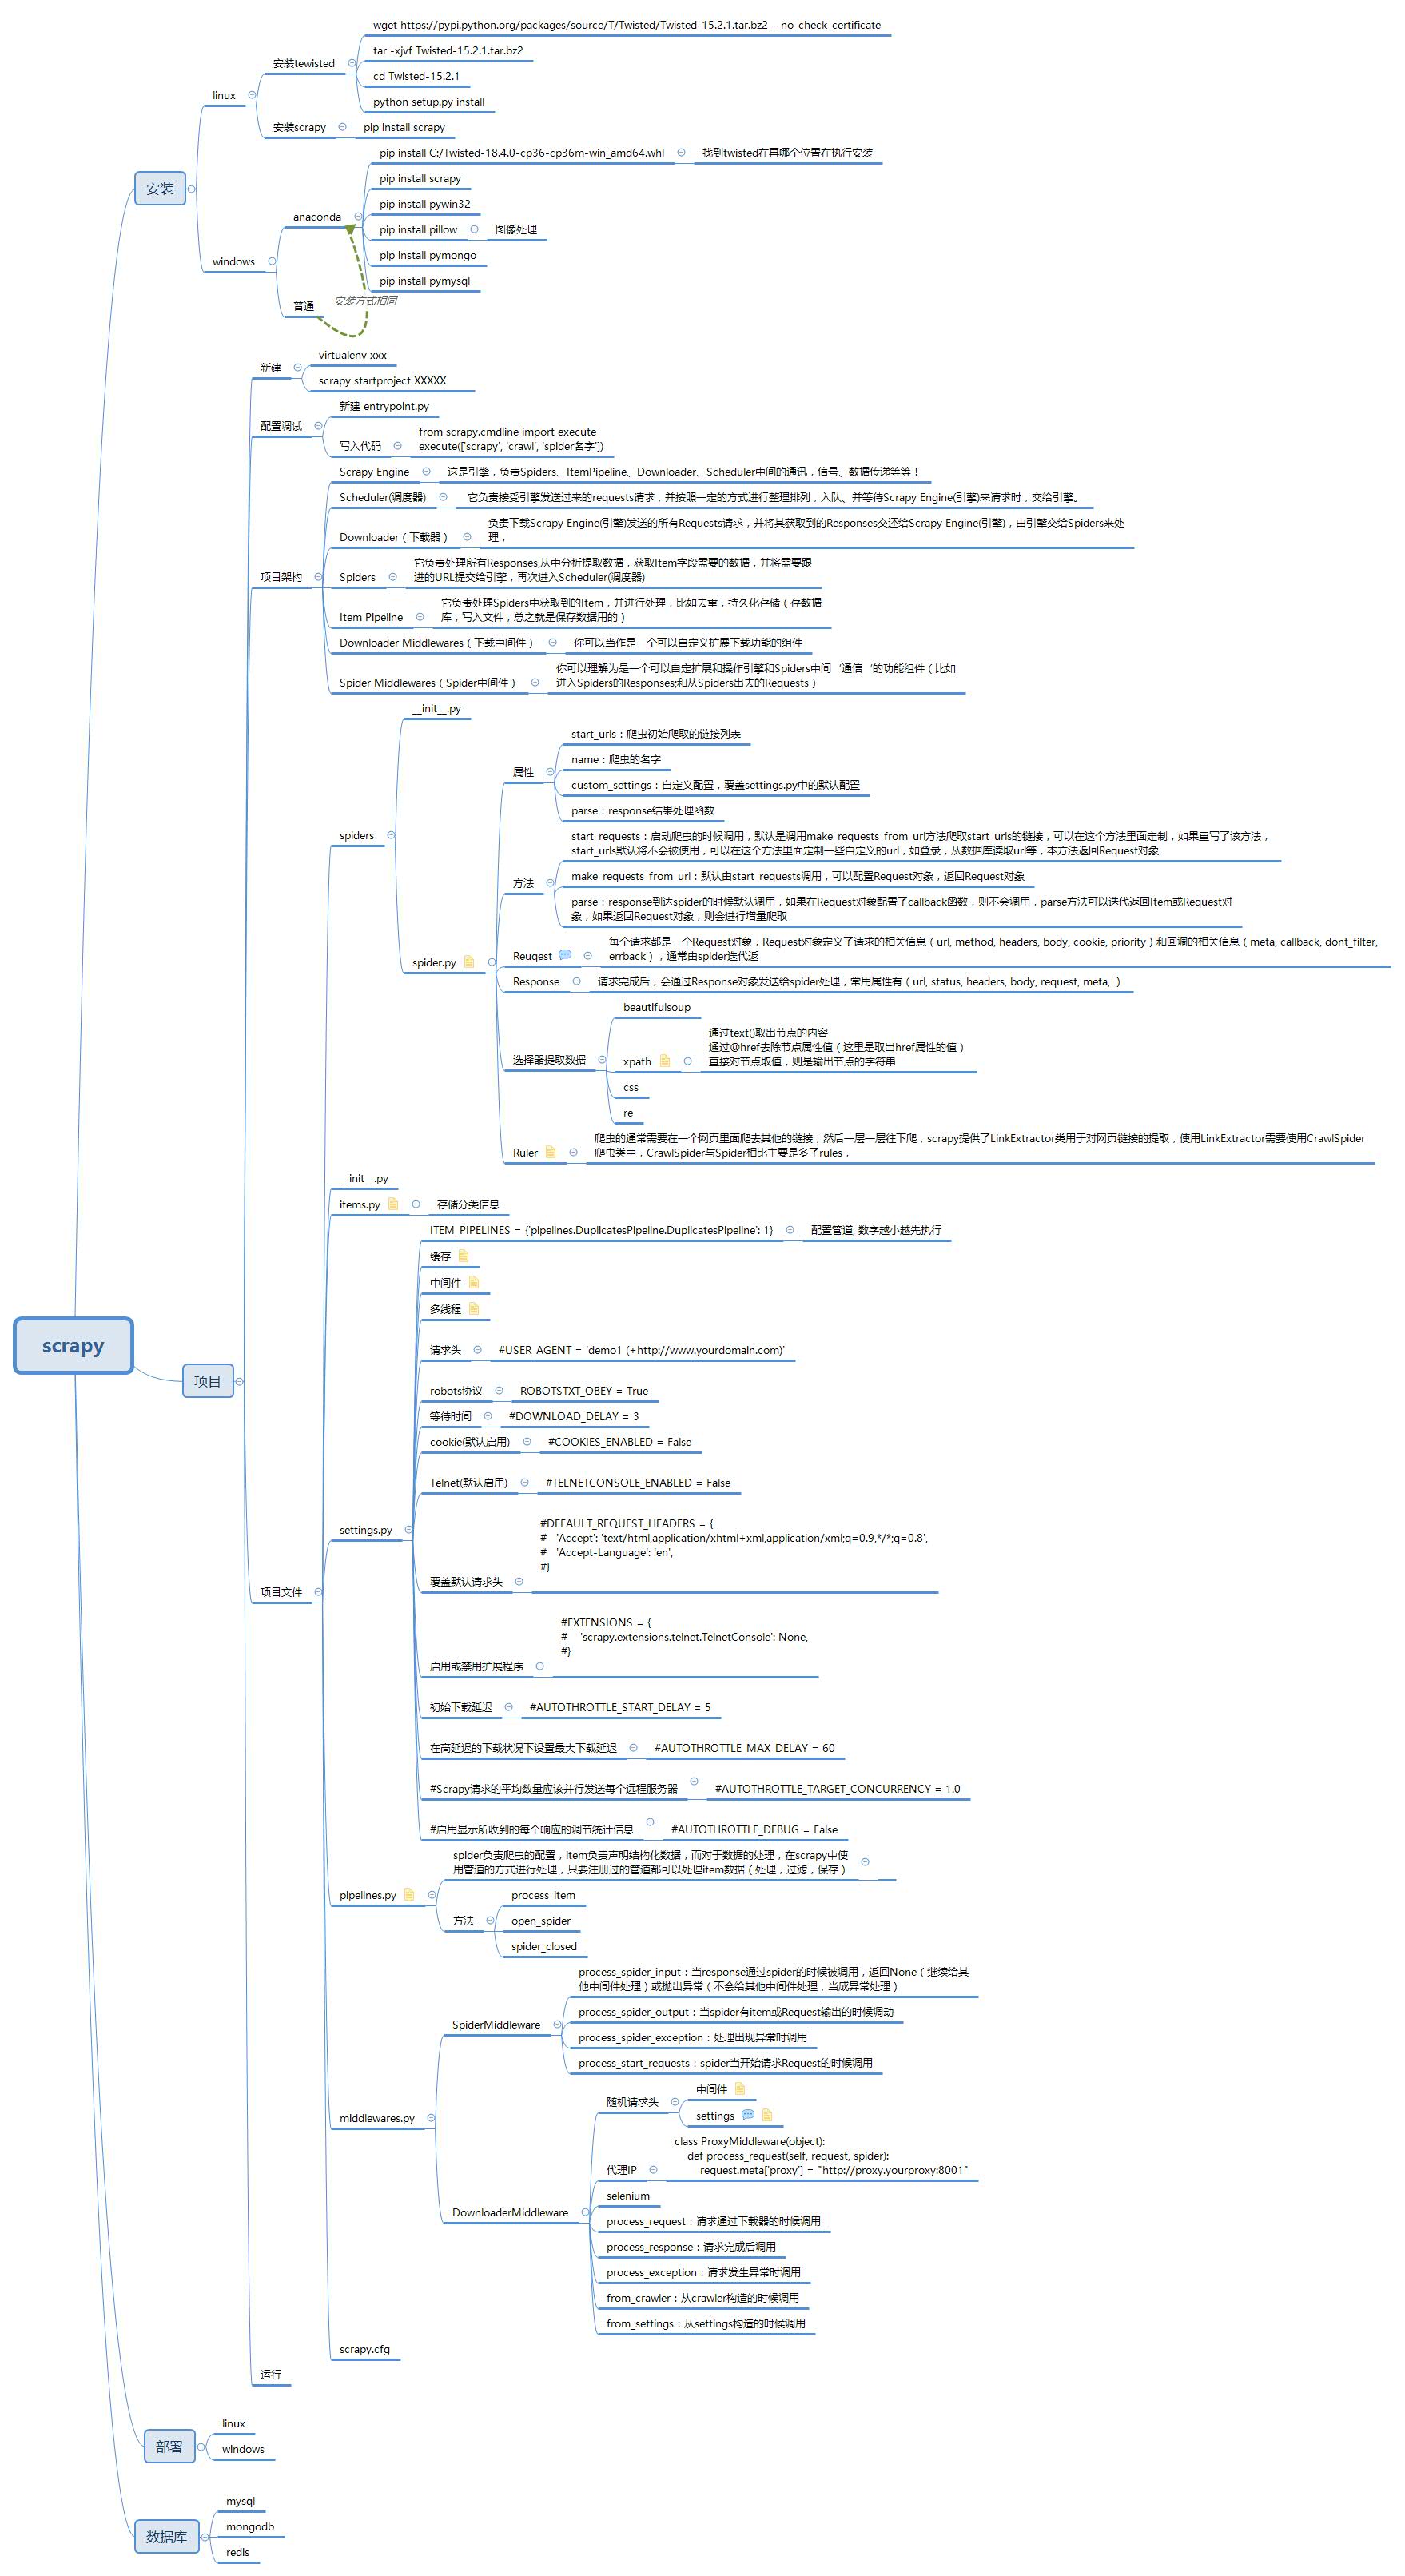 wget https://pypi.python.org/packages/source/T/Twisted/Twisted-15.2.1.tar.bz2 --no-check-certificate
tar -xjvf Twisted-15.2.1.tar.bz2
安装tewisted
cd Twisted-15.2.1
linux
python setup.py install
安装scrapy
pip install scrapy
pip install C:/Twisted-18.4.0-cp36-cp36m-win_amd64.whl
找到twisted在再哪个位置在执行安装
pip install scrapy
安装
pip install pywin32
anaconda
pip install pillow
图像处理
windows
pip install pymongo
pip install pymysql
安装方式相同
普通
virtualenv xxx
新建
scrapy startproject XXXXX
新建 entrypoint.py
配置调试
写入代码
from scrapy.cmdline import execute
execute(['scrapy', 'crawl', 'spider名字'])
Scrapy Engine
这是引擎，负责Spiders、ItemPipeline、Downloader、Scheduler中间的通讯，信号、数据传递等等！
Scheduler(调度器)
它负责接受引擎发送过来的requests请求，并按照一定的方式进行整理排列，入队、并等待Scrapy Engine(引擎)来请求时，交给引擎。
Downloader（下载器）
负责下载Scrapy Engine(引擎)发送的所有Requests请求，并将其获取到的Responses交还给Scrapy Engine(引擎)，由引擎交给Spiders来处
理，
项目架构
Spiders
它负责处理所有Responses,从中分析提取数据，获取Item字段需要的数据，并将需要跟
进的URL提交给引擎，再次进入Scheduler(调度器)
Item Pipeline
它负责处理Spiders中获取到的Item，并进行处理，比如去重，持久化存储（存数据
库，写入文件，总之就是保存数据用的）
Downloader Middlewares（下载中间件）
你可以当作是一个可以自定义扩展下载功能的组件
Spider Middlewares（Spider中间件）
你可以理解为是一个可以自定扩展和操作引擎和Spiders中间‘通信‘的功能组件（比如
进入Spiders的Responses;和从Spiders出去的Requests）
__init__.py
start_urls：爬虫初始爬取的链接列表
name：爬虫的名字
属性
custom_settings：自定义配置，覆盖settings.py中的默认配置
parse：response结果处理函数
spiders
start_requests：启动爬虫的时候调用，默认是调用make_requests_from_url方法爬取start_urls的链接，可以在这个方法里面定制，如果重写了该方法，
start_urls默认将不会被使用，可以在这个方法里面定制一些自定义的url，如登录，从数据库读取url等，本方法返回Request对象
方法
make_requests_from_url：默认由start_requests调用，可以配置Request对象，返回Request对象
parse：response到达spider的时候默认调用，如果在Request对象配置了callback函数，则不会调用，parse方法可以迭代返回Item或Request对
象，如果返回Request对象，则会进行增量爬取
spider.py
Reuqest
每个请求都是一个Request对象，Request对象定义了请求的相关信息（url, method, headers, body, cookie, priority）和回调的相关信息（meta, callback, dont_filter,
errback），通常由spider迭代返
Response
请求完成后，会通过Response对象发送给spider处理，常用属性有（url, status, headers, body, request, meta, ）
beautifulsoup
选择器提取数据
xpath
通过text()取出节点的内容
通过@href去除节点属性值（这里是取出href属性的值）
直接对节点取值，则是输出节点的字符串
css
re
Ruler
爬虫的通常需要在一个网页里面爬去其他的链接，然后一层一层往下爬，scrapy提供了LinkExtractor类用于对网页链接的提取，使用LinkExtractor需要使用CrawlSpider
爬虫类中，CrawlSpider与Spider相比主要是多了rules，
__init__.py
items.py
存储分类信息
ITEM_PIPELINES = {'pipelines.DuplicatesPipeline.DuplicatesPipeline': 1}
配置管道, 数字越小越先执行
缓存
中间件
多线程
scrapy
请求头
#USER_AGENT = 'demo1 (+http://www.yourdomain.com)'
项目
robots协议
ROBOTSTXT_OBEY = True
等待时间
#DOWNLOAD_DELAY = 3
cookie(默认启用)
#COOKIES_ENABLED = False
Telnet(默认启用)
#TELNETCONSOLE_ENABLED = False
settings.py
#DEFAULT_REQUEST_HEADERS = {
#   'Accept': 'text/html,application/xhtml+xml,application/xml;q=0.9,*/*;q=0.8',
#   'Accept-Language': 'en',
#}
覆盖默认请求头
项目文件
#EXTENSIONS = {
#    'scrapy.extensions.telnet.TelnetConsole': None,
#}
启用或禁用扩展程序
初始下载延迟
#AUTOTHROTTLE_START_DELAY = 5
在高延迟的下载状况下设置最大下载延迟
#AUTOTHROTTLE_MAX_DELAY = 60
#Scrapy请求的平均数量应该并行发送每个远程服务器
#AUTOTHROTTLE_TARGET_CONCURRENCY = 1.0
#启用显示所收到的每个响应的调节统计信息
#AUTOTHROTTLE_DEBUG = False
spider负责爬虫的配置，item负责声明结构化数据，而对于数据的处理，在scrapy中使
用管道的方式进行处理，只要注册过的管道都可以处理item数据（处理，过滤，保存）
pipelines.py
process_item
方法
open_spider
spider_closed
process_spider_input：当response通过spider的时候被调用，返回None（继续给其
他中间件处理）或抛出异常（不会给其他中间件处理，当成异常处理）
process_spider_output：当spider有item或Request输出的时候调动
SpiderMiddleware
process_spider_exception：处理出现异常时调用
process_start_requests：spider当开始请求Request的时候调用
中间件
随机请求头
settings
middlewares.py
class ProxyMiddleware(object):
def process_request(self, request, spider):
request.meta['proxy'] = "http://proxy.yourproxy:8001"
代理IP
selenium
DownloaderMiddleware
process_request：请求通过下载器的时候调用
process_response：请求完成后调用
process_exception：请求发生异常时调用
from_crawler：从crawler构造的时候调用
from_settings：从settings构造的时候调用
scrapy.cfg
运行
linux
部署
windows
mysql
数据库
mongodb
redis